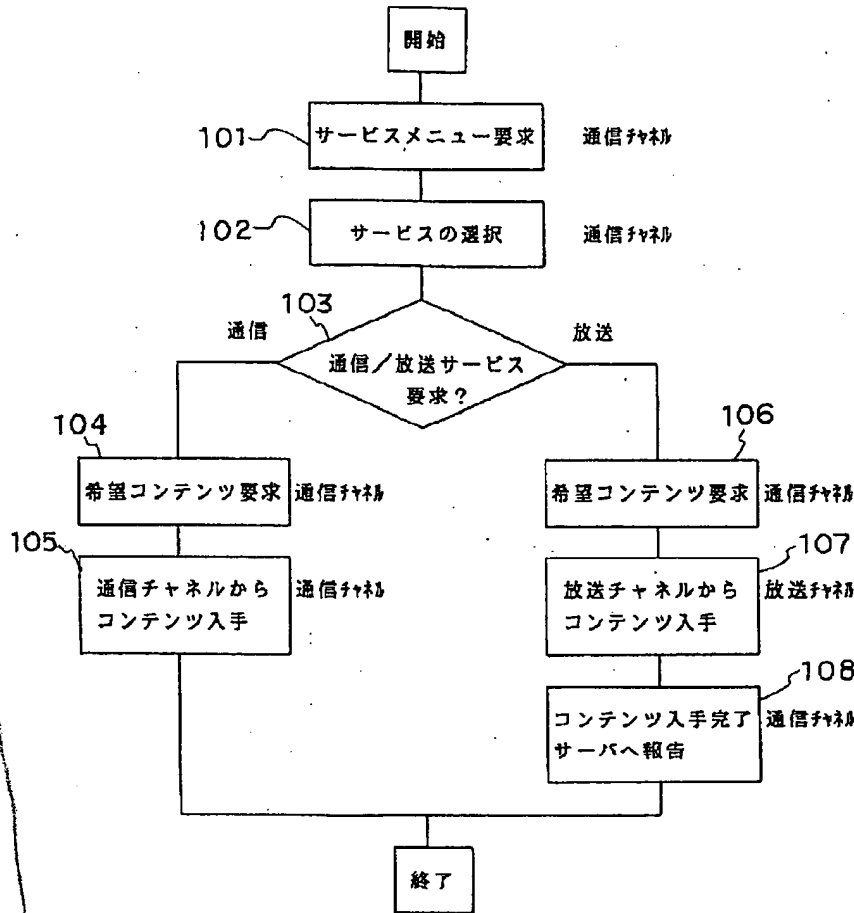 開始
101
サービスメニュー要求
通信チャネル
102
サービスの選択
通信チャネル
103
通信
放送
通信／放送サービス
要求？
104
希望コンテンツ要求
通信チャネル
105
通信チャネルから
コンテンツ入手
通信チャネル
106
希望コンテンツ要求
通信チャネル
107
放送チャネルから
コンテンツ入手
放送チャネル
108
コンテンツ入手完了
サーバへ報告
通信チャネル
終了